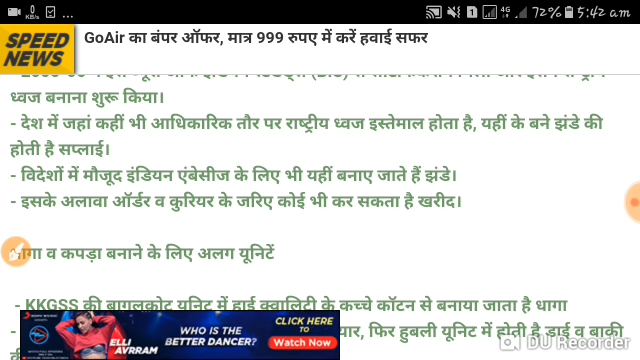 0 KB/s 4G 72% 5:42 am
SPEED NEWS
GoAir का बंपर ऑफर, मात्र 999 रुपए में करें हवाई सफर
ध्वज बनाना शुरू किया।
- देश में जहां कहीं भी आधिकारिक तौर पर राष्ट्रीय ध्वज इस्तेमाल होता है, यहीं के बने झंडे की
होती है सप्लाई।
- विदेशों में मौजूद इंडियन एंबेसीज के लिए भी यहीं बनाए जाते हैं झंडे।
- इसके अलावा ऑर्डर व कुरियर के जरिए कोई भी कर सकता है खरीद।
व कपड़ा बनाने के लिए अलग यूनिटें
- KKGSS की बागलकोट यूनिट में हाई क्वालिटी के कच्चे कॉटन से बनाया जाता है धागा
फिर हुबली यूनिट में होती है डाई व बाकी
ELLI AVRRAM
WHO IS THE BETTER DANCER?
CLICK HERE TO
Watch Now
DU Recorder